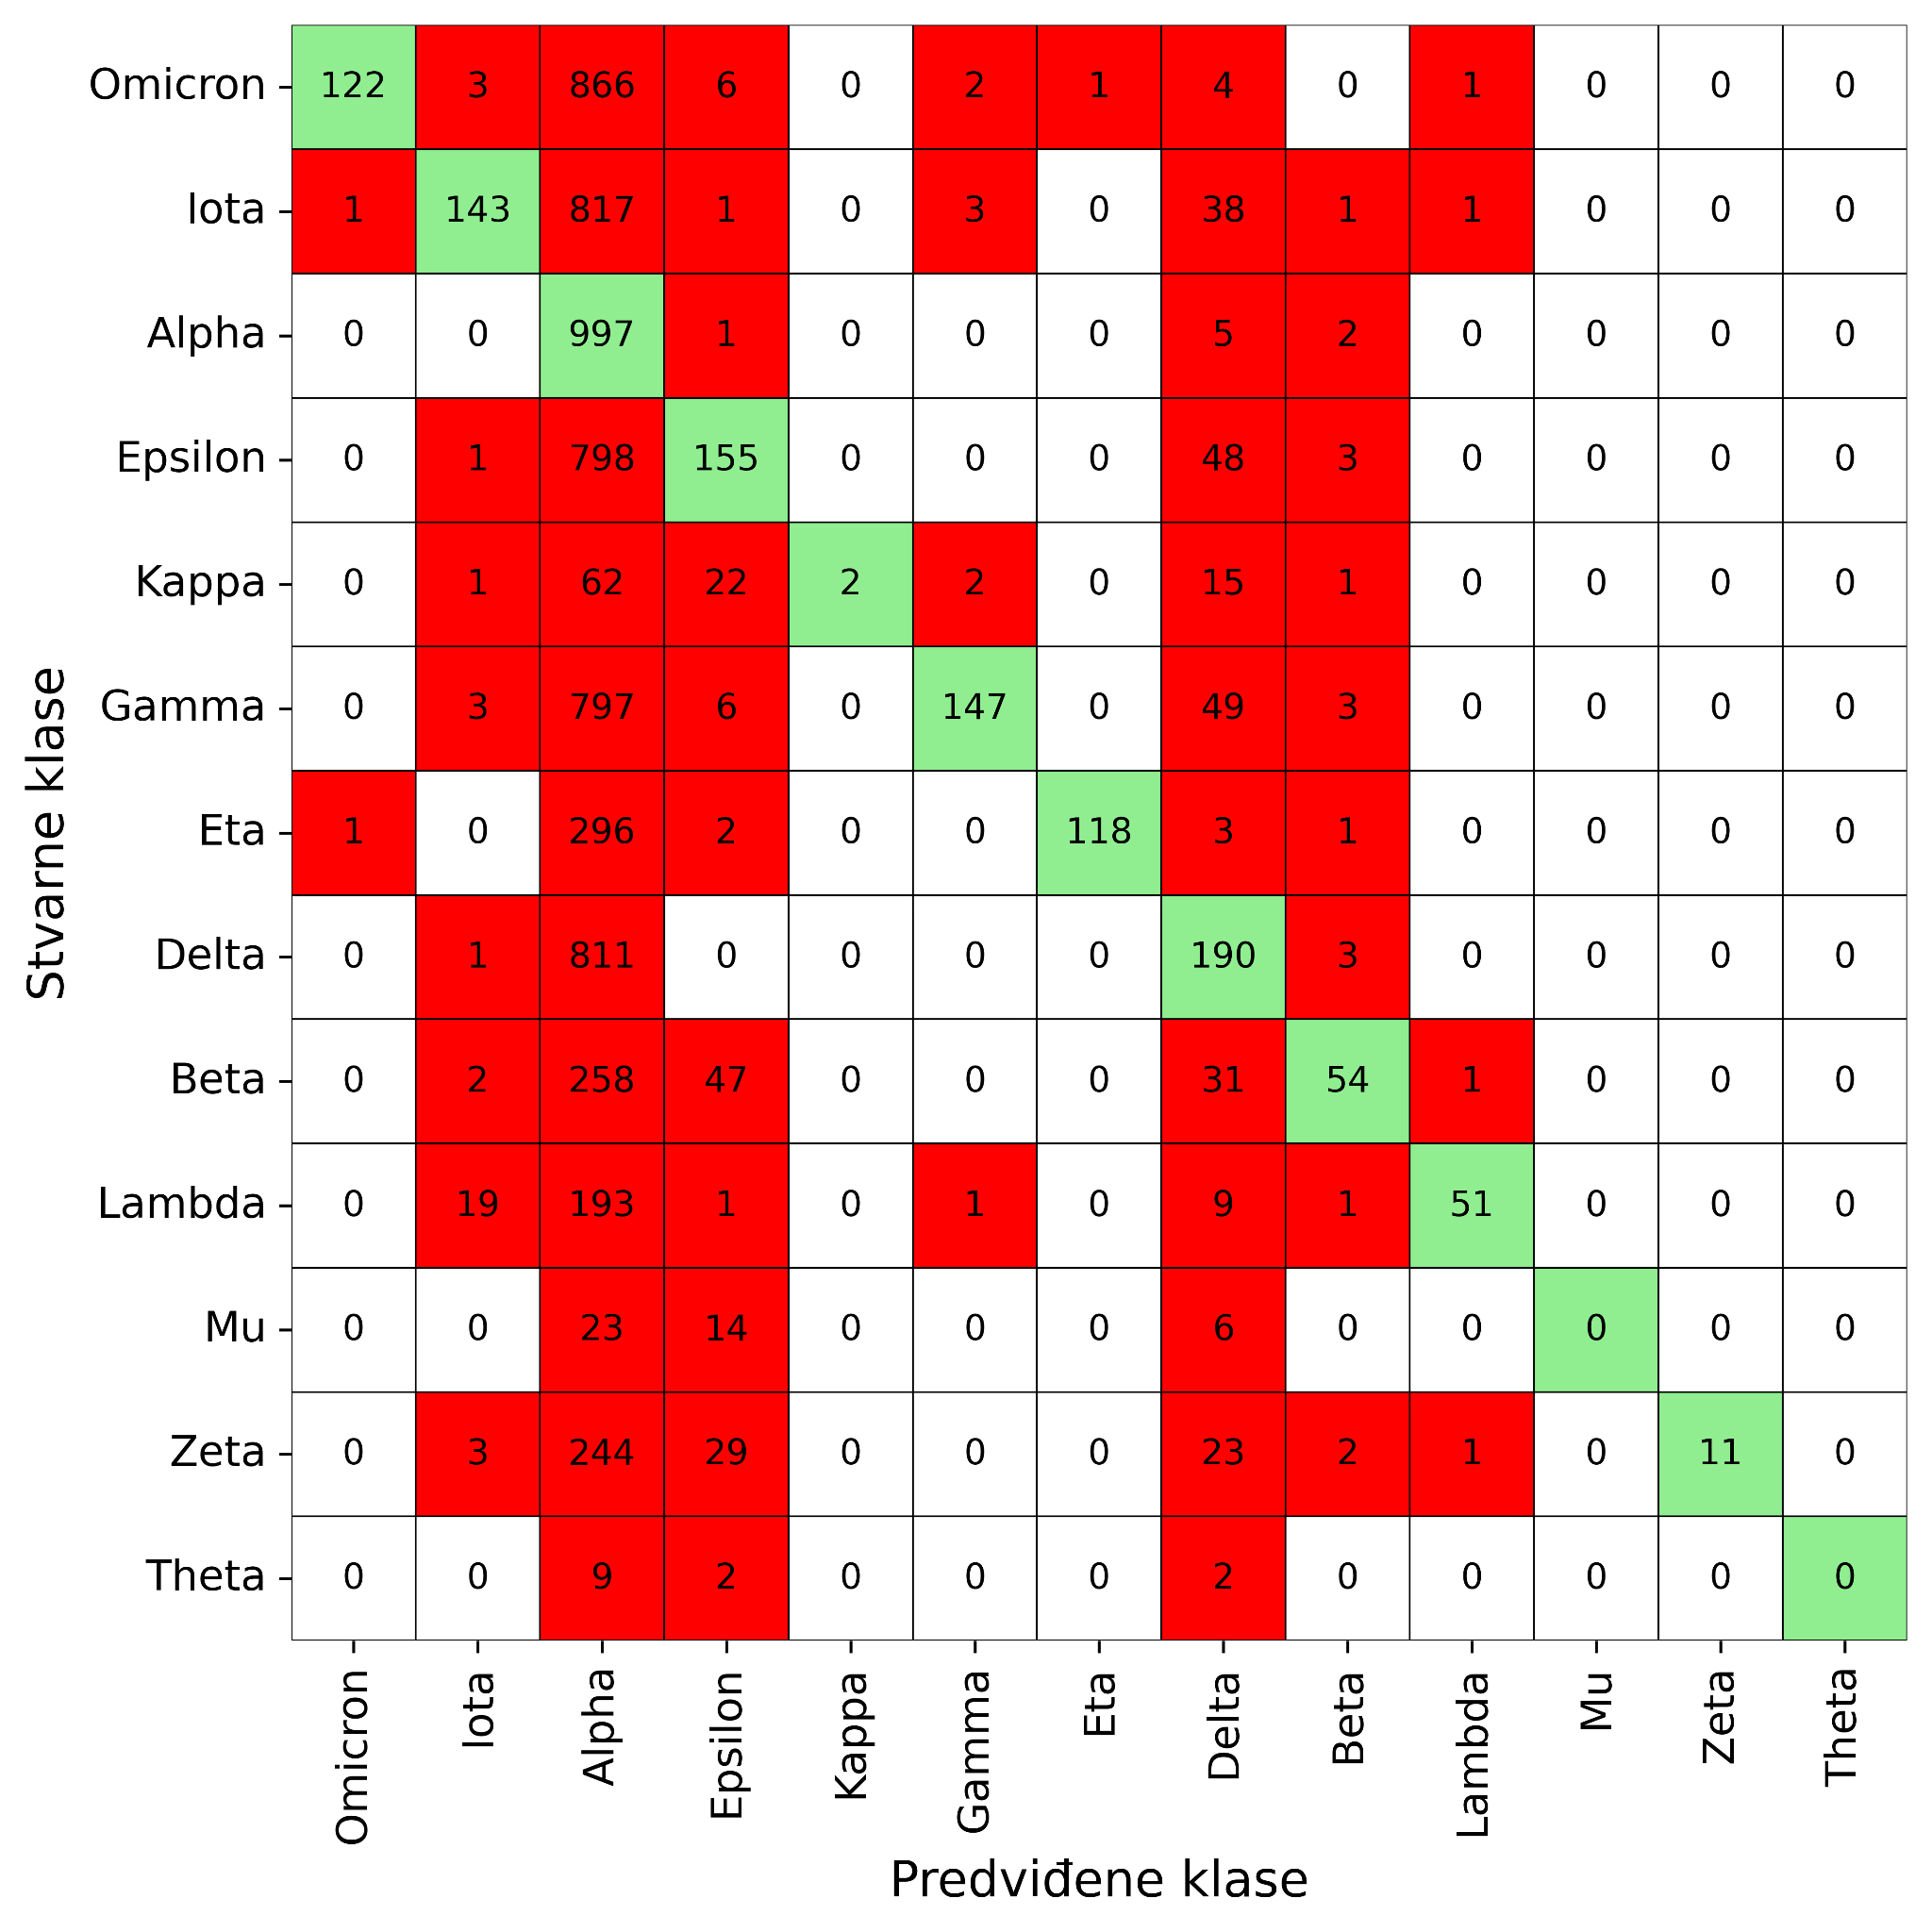 Omicron 122 3 866 6 0 2 1 4 0 1 0 0 0
Iota 1 143 817 1 0 3 0 38 1 1 0 0 0
Alpha 0 0 997 1 0 0 0 5 2 0 0 0 0
Epsilon 0 1 798 155 0 0 0 48 3 0 0 0 0
Kappa 0 1 62 22 2 2 0 15 1 0 0 0 0
Gamma 0 3 797 6 0 147 0 49 3 0 0 0 0
Eta 1 0 296 2 0 0 118 3 1 0 0 0 0
Delta 0 1 811 0 0 0 0 190 3 0 0 0 0
Beta 0 2 258 47 0 0 0 31 54 1 0 0 0
Lambda 0 19 193 1 0 1 0 9 1 51 0 0 0
Mu 0 0 23 14 0 0 0 6 0 0 0 0 0
Zeta 0 3 244 29 0 0 0 23 2 1 0 11 0
Theta 0 0 9 2 0 0 0 2 0 0 0 0 0
Omicron Iota Alpha Epsilon Kappa Gamma Eta Delta Beta Lambda Mu Zeta Theta
Predviđene klase
Stvarne klase